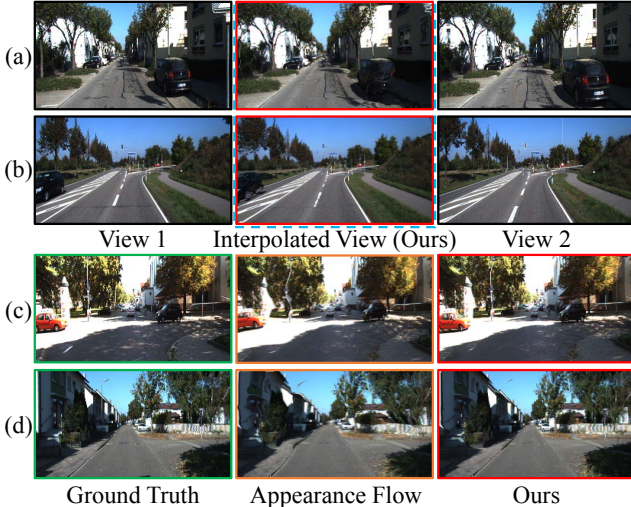 (a)
(b)
View 1 Interpolated View (Ours) View 2
(c)
(d)
Ground Truth Appearance Flow Ours